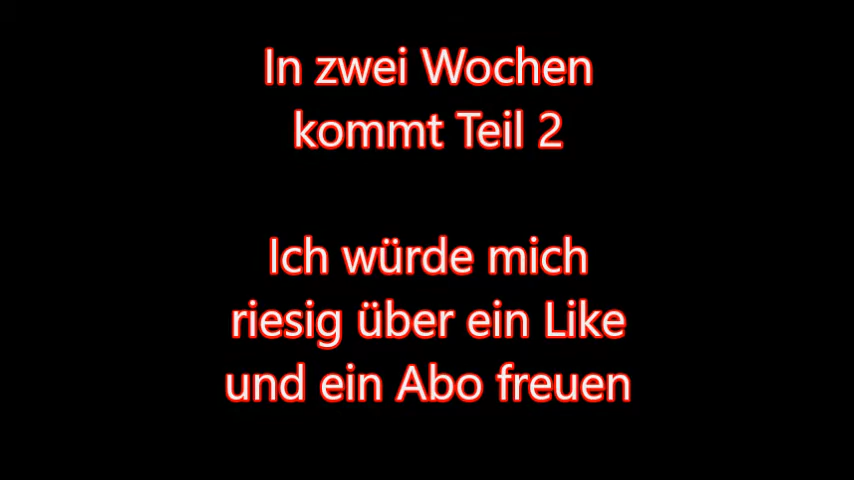 In zwei Wochen
kommt Teil 2
Ich würde mich
riesig über ein Like
und ein Abo freuen